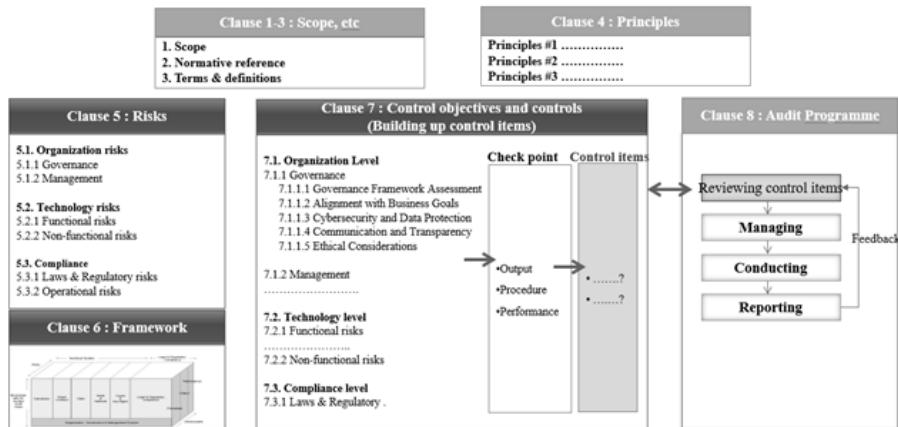 Clause 1-3 : Scope, etc
1. Scope
2. Normative reference
3. Terms & definitions
Clause 4 : Principles
Principles #1 ……………
Principles #2 ……………
Principles #3 ……………
Clause 5 : Risks
5.1. Organization risks
5.1.1 Governance
5.1.2 Management
5.2. Technology risks
5.2.1 Functional risks
5.2.2 Non-functional risks
5.3. Compliance
5.3.1 Laws & Regulatory risks
5.3.2 Operational risks
Clause 6 : Framework
Clause 7 : Control objectives and controls
(Building up control items)
7.1. Organization Level
7.1.1 Governance
7.1.1.1 Governance Framework Assessment
7.1.1.2 Alignment with Business Goals
7.1.1.3 Cybersecurity and Data Protection
7.1.1.4 Communication and Transparency
7.1.1.5 Ethical Considerations
7.1.2 Management
……………………
7.2. Technology level
7.2.1 Functional risks
…………………..
7.2.2 Non-functional risks
7.3. Compliance level
7.3.1 Laws & Regulatory .
Check point
•Output
•Procedure
•Performance
Control items
• …….?
• …….?
Clause 8 : Audit Programme
Reviewing control items
Managing
Conducting
Reporting
Feedback